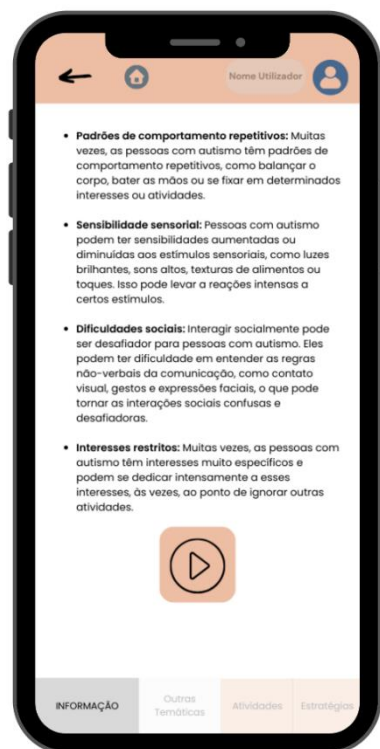 Nome Utilizador
• Padrões de comportamento repetitivos: Muitas
vezes, as pessoas com autismo têm padrões de
comportamento repetitivos, como balançar o
corpo, bater as mãos ou se fixar em determinados
interesses ou atividades.
• Sensibilidade sensorial: Pessoas com autismo
podem ter sensibilidades aumentadas ou
diminuídas aos estímulos sensoriais, como luzes
brilhantes, sons altos, texturas de alimentos ou
toques. Isso pode levar a reações intensas a
certos estímulos.
• Dificuldades sociais: Interagir socialmente pode
ser desafiador para pessoas com autismo. Eles
podem ter dificuldade em entender as regras
não-verbais da comunicação, como contato
visual, gestos e expressões faciais, o que pode
tornar as interações sociais confusas e
desafiadoras.
• Interesses restritos: Muitas vezes, as pessoas com
autismo têm interesses muito específicos e
podem se dedicar intensamente a esses
interesses, às vezes, ao ponto de ignorar outras
atividades.
INFORMAÇÃO
Outras
Temáticas
Atividades
Estratégias